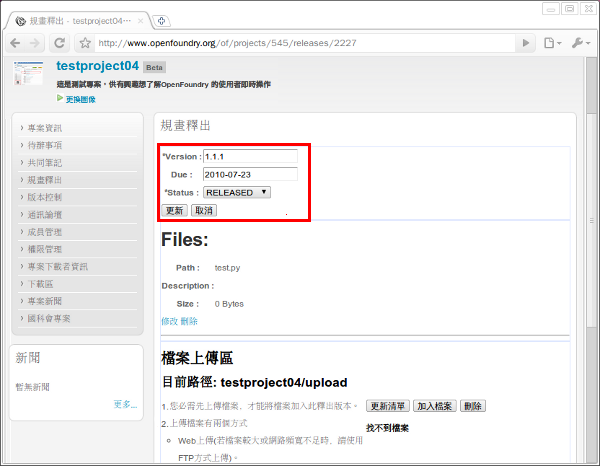 規畫釋出 - testproject04···
http://www.openfoundry.org/of/projects/545/releases/2227
testproject04 Beta
這是測試專案，供有興趣想了解OpenFoundry 的使用者即時操作
更換圖像
專案資訊
待辦事項
共同筆記
規畫釋出
版本控制
通訊論壇
成員管理
權限管理
專案下載者資訊
下載區
專案新聞
國科會專案
新聞
暫無新聞
更多...
規畫釋出
*Version : 1.1.1
Due : 2010-07-23
*Status : RELEASED
更新 取消
Files:
Path : test.py
Description :
Size : 0 Bytes
修改 刪除
檔案上傳區
目前路徑: testproject04/upload
1. 您必需先上傳檔案，才能將檔案加入此釋出版本。
2. 上傳檔案有兩個方式
Web上傳(若檔案較大或網路頻寬不足時，請使用
FTP方式上傳)。
更新清單 加入檔案 刪除
找不到檔案